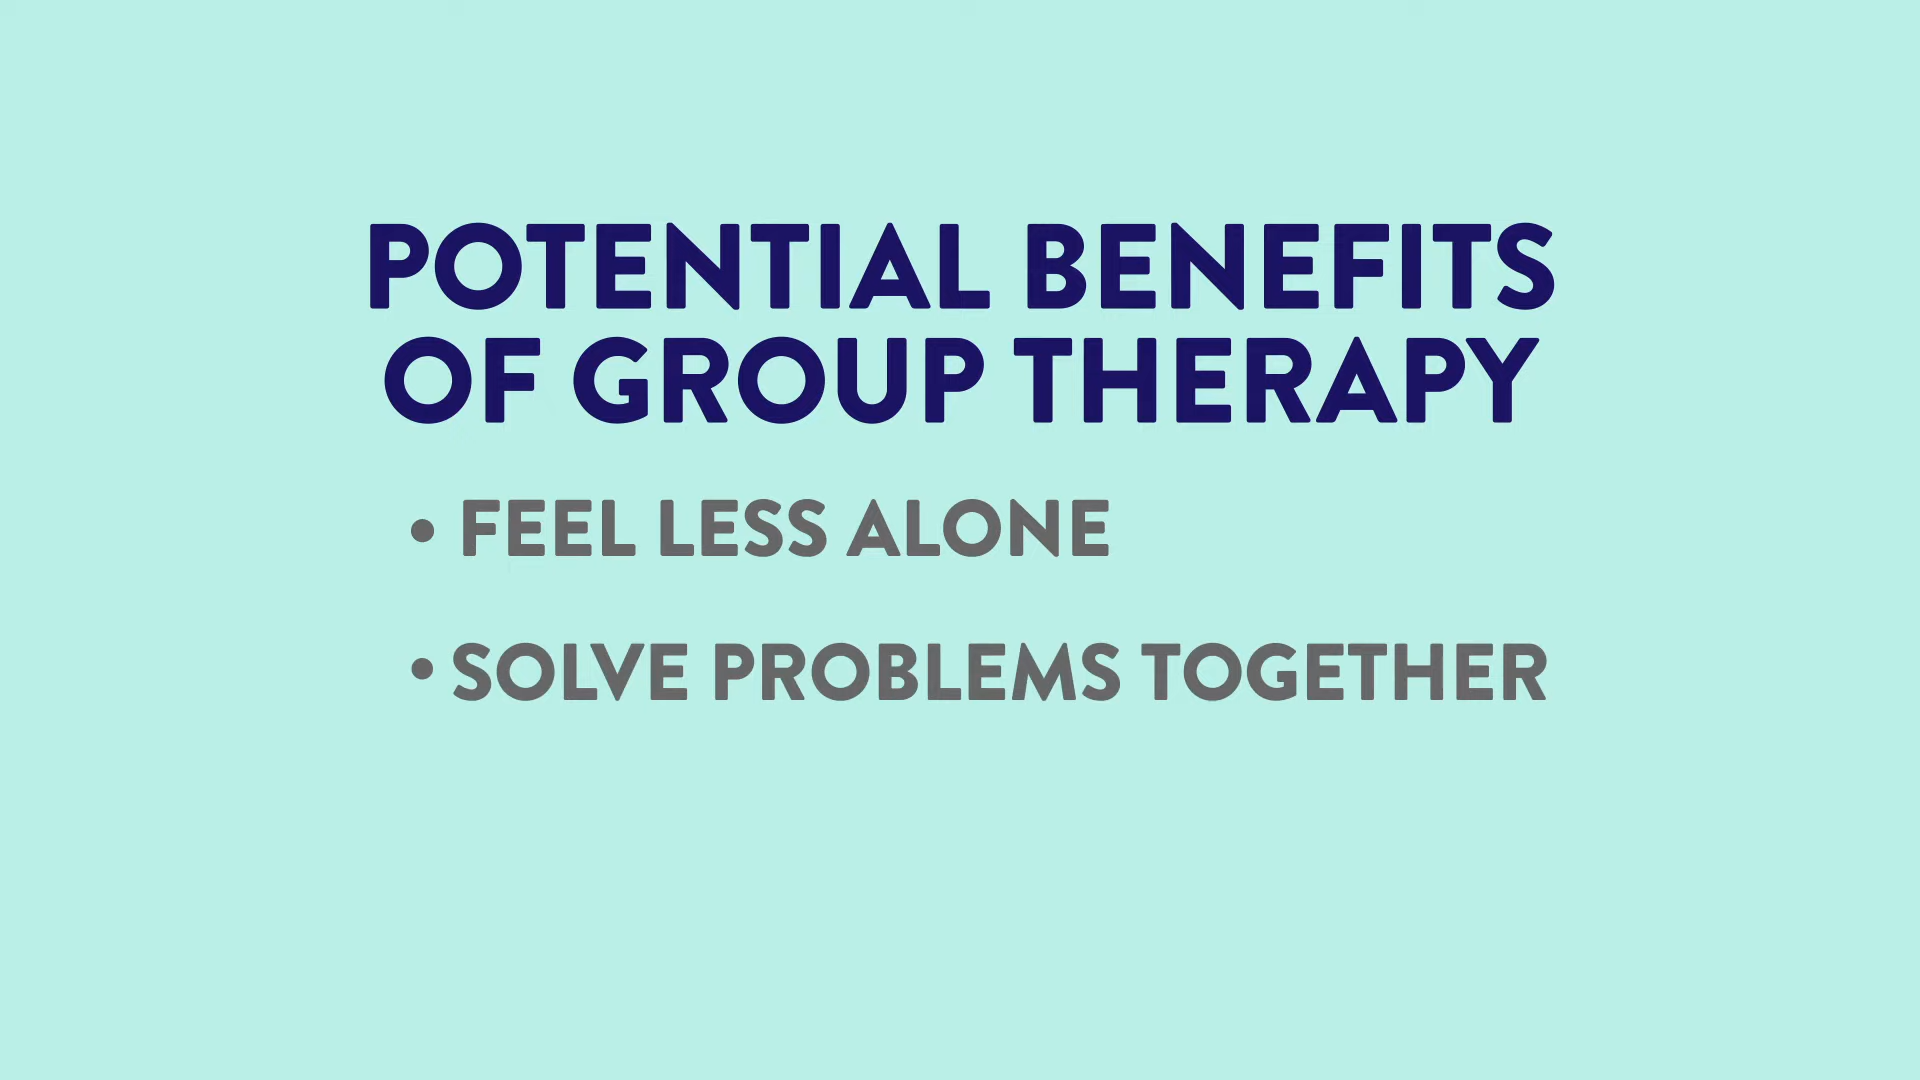 POTENTIAL BENEFITS
OF GROUP THERAPY
• FEEL LESS ALONE
• SOLVE PROBLEMS TOGETHER